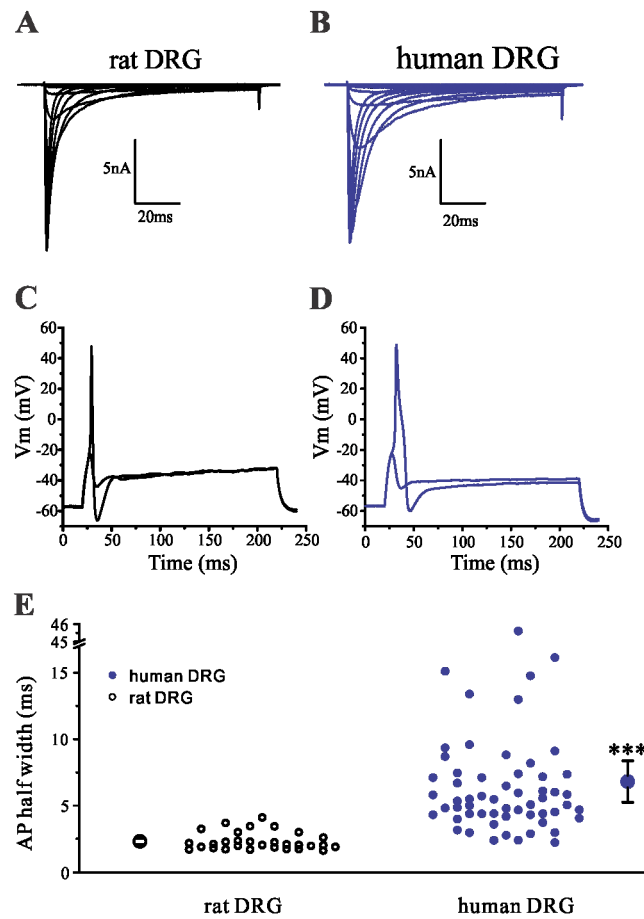 A
B
rat DRG
human DRG
5nA
20ms
5nA
20ms
C
D
60
40
20
0
-20
-40
-60
Vm (mV)
0
50
100
150
200
250
Time (ms)
60
40
20
0
-20
-40
-60
Vm (mV)
0
50
100
150
200
250
Time (ms)
E
46
45
15
10
5
0
AP half width (ms)
human DRG
rat DRG
***
rat DRG
human DRG